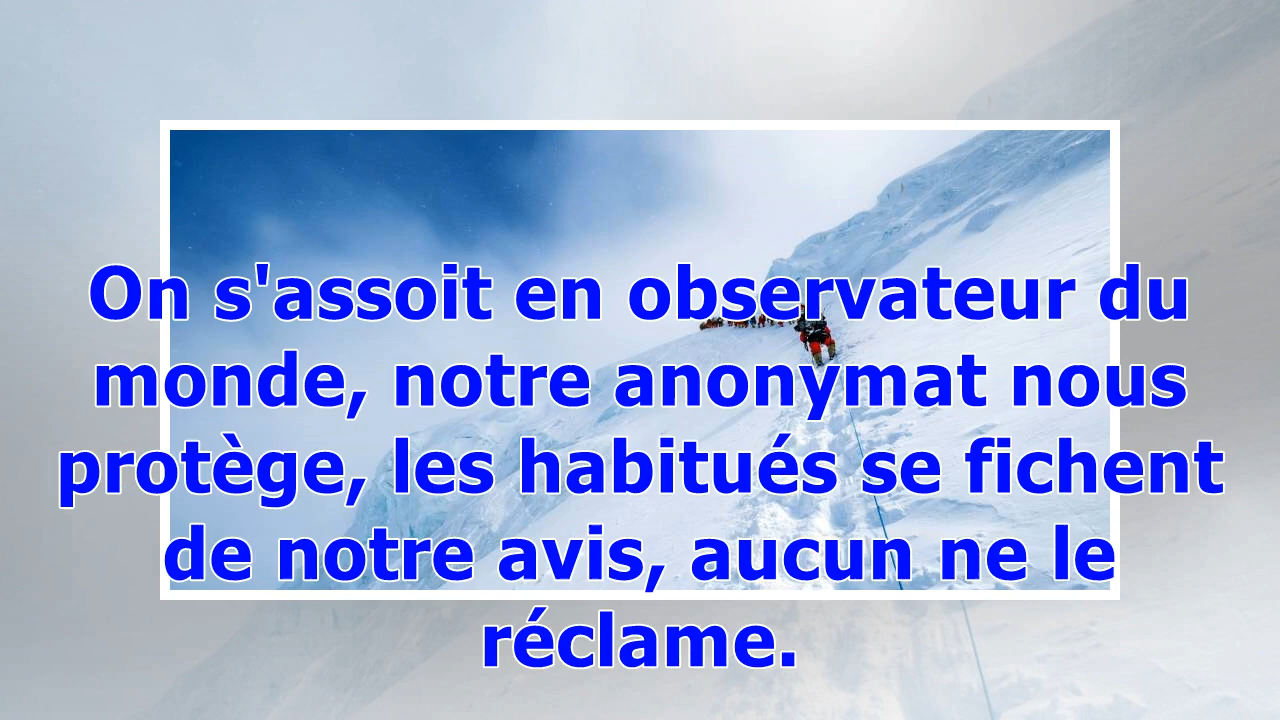 On s'assoit en observateur du
monde, notre anonymat nous
protège, les habitués se fichent
de notre avis, aucun ne le
réclame.